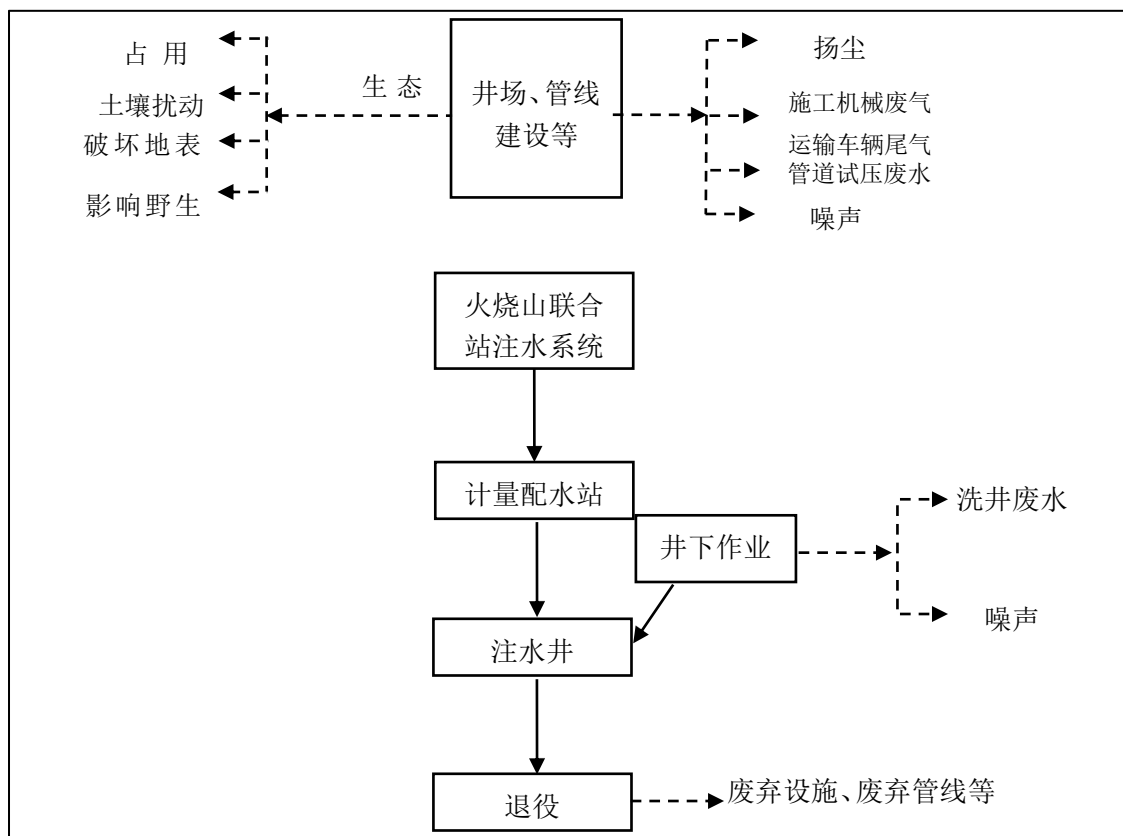 占 用
土壤扰动
破坏地表
影响野生
生 态
井场、管线
建设等
扬尘
施工机械废气
运输车辆尾气
管道试压废水
噪声
火烧山联合
站注水系统
计量配水站
井下作业
洗井废水
噪声
注水井
退役
废弃设施、废弃管线等